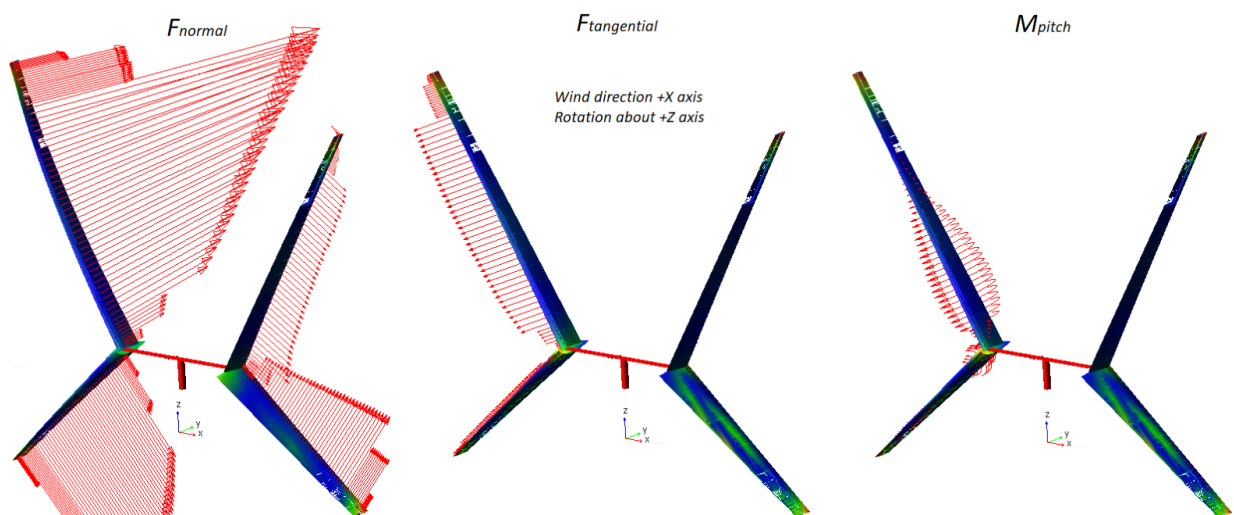 Fnormal
Ftangential
Mpitch
Wind direction +X axis
Rotation about +Z axis
z
y
x
z
y
x
z
y
x